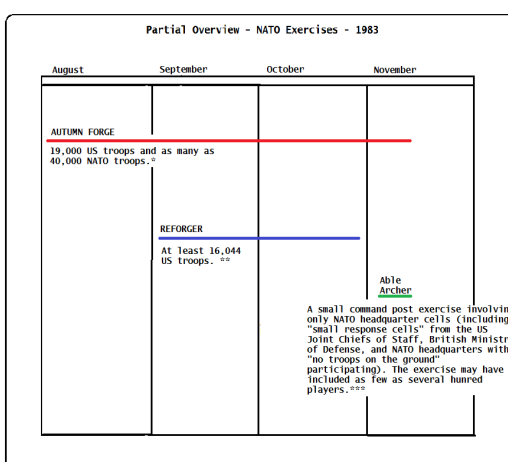 Partial Overview - NATO Exercises - 1983
August September October November
AUTUMN FORGE
19,000 US troops and as many as
40,000 NATO troops.*
REFORGER
At least 16,044
US troops. **
Able
Archer
A small command post exercise involvin
only NATO headquarter cells (including
"small response cells" from the US
Joint Chiefs of Staff, British Ministr
of Defense, and NATO headquarters with
"no troops on the ground"
participating). The exercise may have
included as few as several hunred
players.***